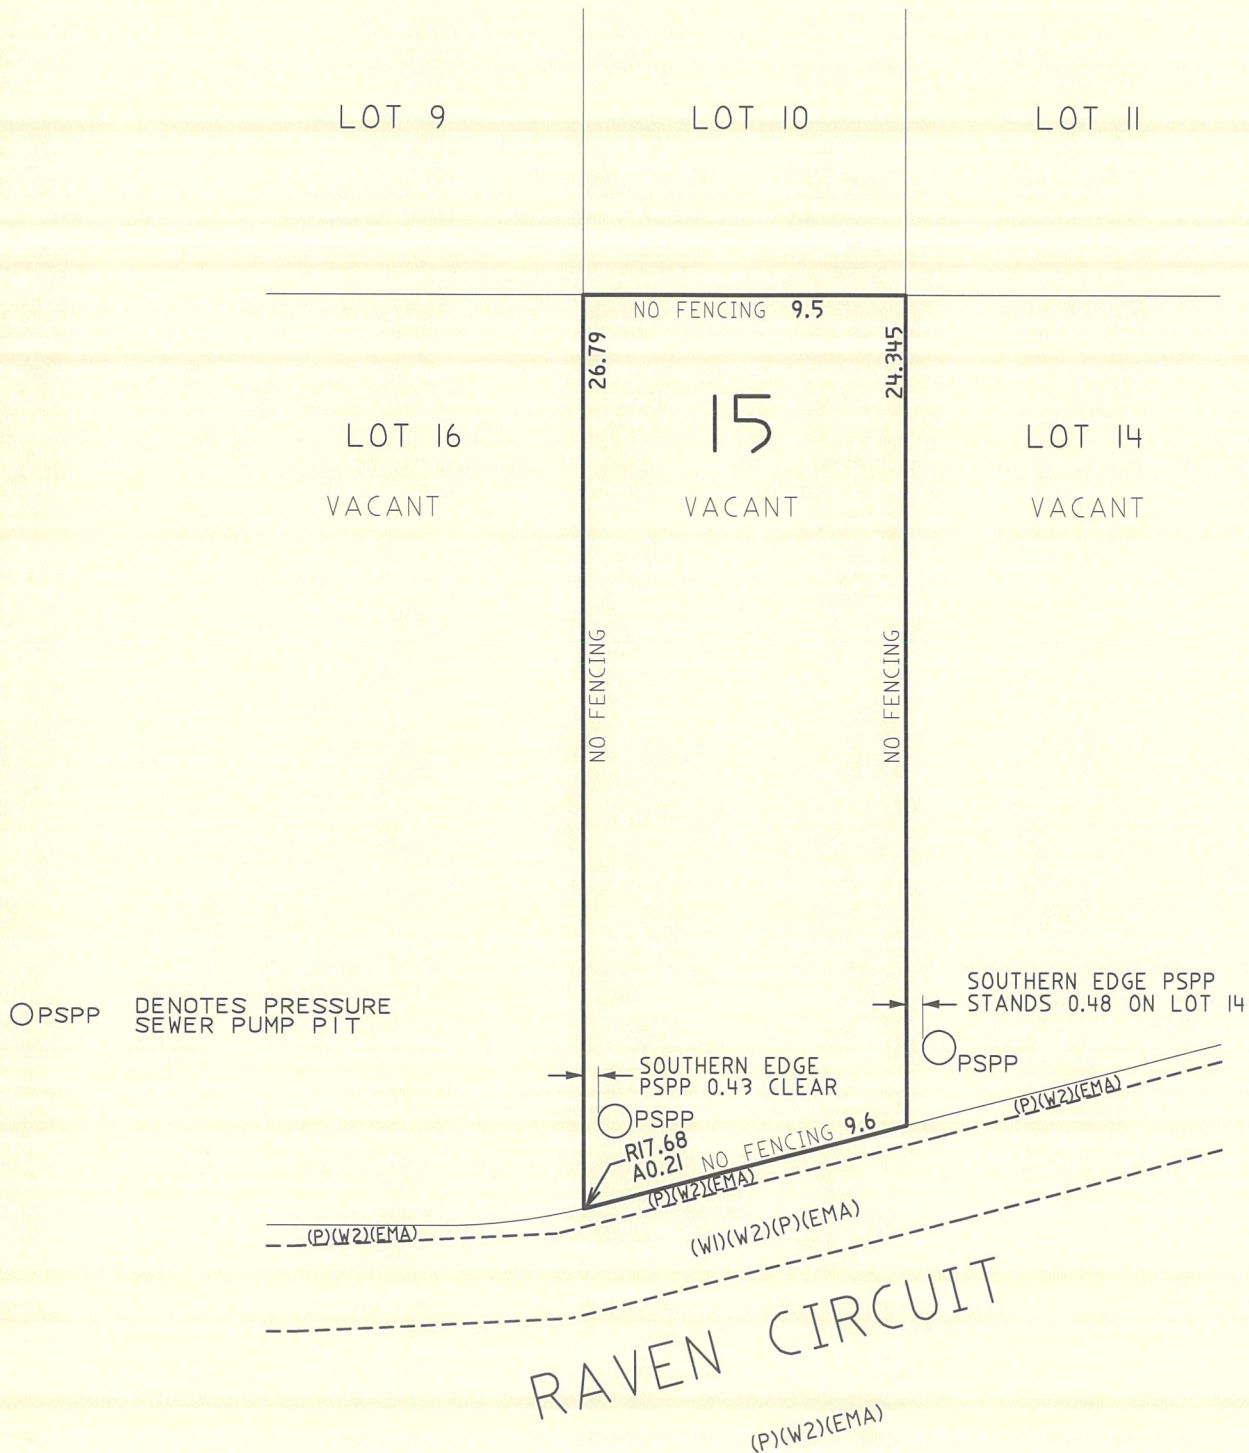 LOT 9
LOT 10
LOT 11
NO FENCING 9.5
26.79
24.345
15
LOT 16
LOT 14
VACANT
VACANT
VACANT
NO FENCING
NO FENCING
SOUTHERN EDGE PSPP
STANDS 0.48 ON LOT 14
OPSPP DENOTES PRESSURE
SEWER PUMP PIT
PSPP
SOUTHERN EDGE
PSPP 0.43 CLEAR
PSPP
R17.68
A0.21
NO FENCING 9.6
(P)(W2)(EMA)
(P)(W2)(EMA)
(P)(W2)(EMA)
(W1)(W2)(P)(EMA)
RAVEN CIRCUIT
(P)(W2)(EMA)